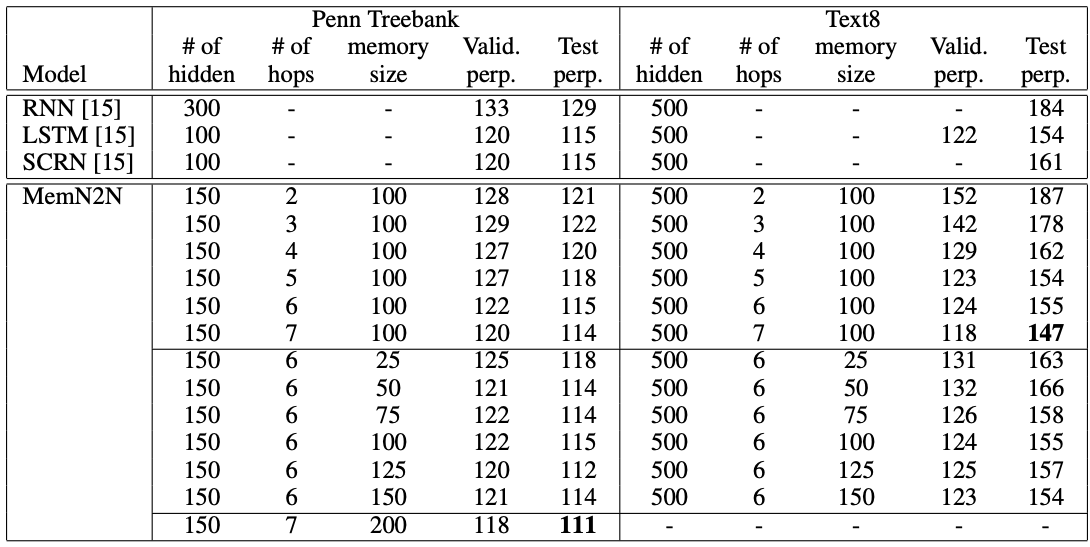 Penn Treebank Text8
# of # of memory Valid. Test # of # of memory Valid. Test
Model hidden hops size perp. perp. hidden hops size perp. perp.
RNN [15] 300 - - 133 129 500 - - - 184
LSTM [15] 100 - - 120 115 500 - - 122 154
SCRN [15] 100 - - 120 115 500 - - - 161
MemN2N 150 2 100 128 121 500 2 100 152 187
150 3 100 129 122 500 3 100 142 178
150 4 100 127 120 500 4 100 129 162
150 5 100 127 118 500 5 100 123 154
150 6 100 122 115 500 6 100 124 155
150 7 100 120 114 500 7 100 118 147
150 6 25 125 118 500 6 25 131 163
150 6 50 121 114 500 6 50 132 166
150 6 75 122 114 500 6 75 126 158
150 6 100 122 115 500 6 100 124 155
150 6 125 120 112 500 6 125 125 157
150 6 150 121 114 500 6 150 123 154
150 7 200 118 111 - - - - -